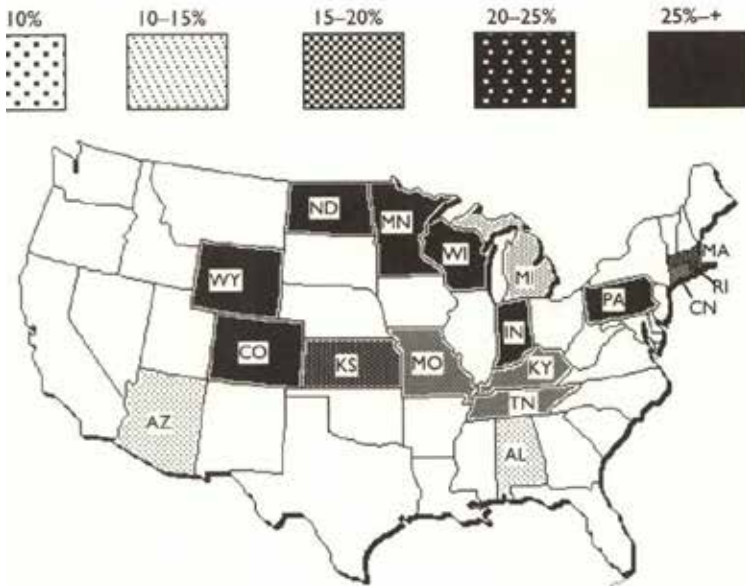 10% 10–15% 15–20% 20–25% 25%–+
ND
MN
WI
MI
MA
RI
CN
WY
PA
IN
CO
KS
MO
KY
TN
AZ
AL